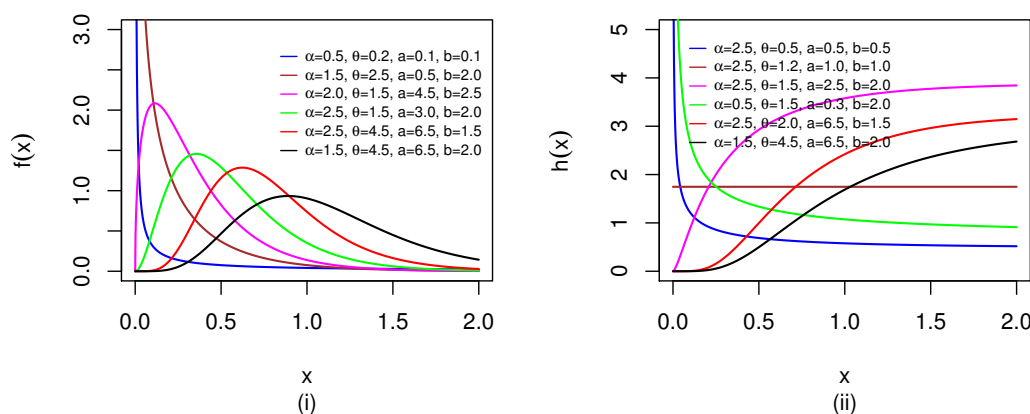 f(x)
3.0
2.0
1.0
0.0
α=0.5, θ=0.2, a=0.1, b=0.1
α=1.5, θ=2.5, a=0.5, b=2.0
α=2.0, θ=1.5, a=4.5, b=2.5
α=2.5, θ=1.5, a=3.0, b=2.0
α=2.5, θ=4.5, a=6.5, b=1.5
α=1.5, θ=4.5, a=6.5, b=2.0
0.0 0.5 1.0 1.5 2.0
x
(i)
h(x)
5
4
3
2
1
0
α=2.5, θ=0.5, a=0.5, b=0.5
α=2.5, θ=1.2, a=1.0, b=1.0
α=2.5, θ=1.5, a=2.5, b=2.0
α=0.5, θ=1.5, a=0.3, b=2.0
α=2.5, θ=2.0, a=6.5, b=1.5
α=1.5, θ=4.5, a=6.5, b=2.0
0.0 0.5 1.0 1.5 2.0
x
(ii)